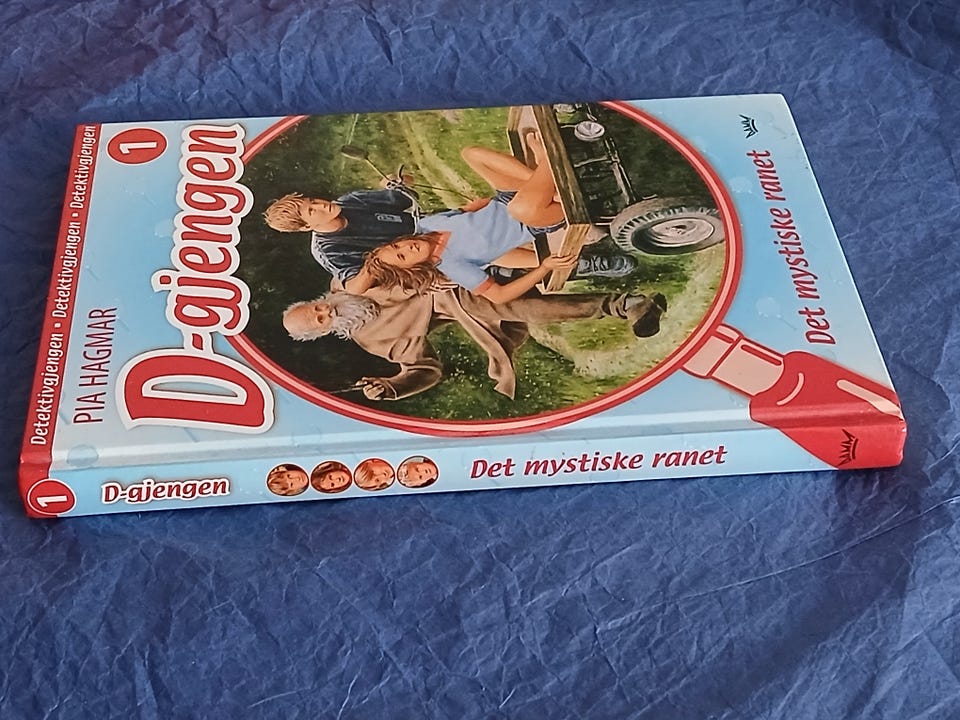 Detektivgjengen • Detektivgjengen • Detektivgjengen
PIA HAGMAR
1
D-gjengen
Det mystiske ranet
1 D-gjengen Det mystiske ranet